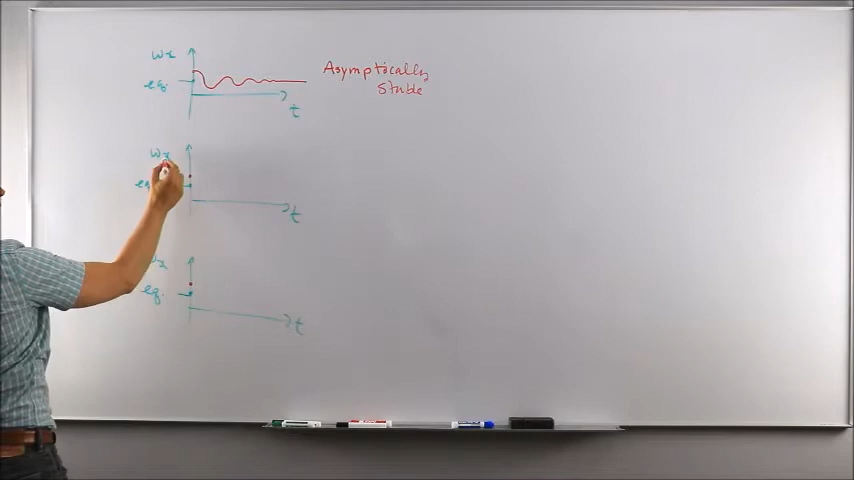 ωx
eq.
t
Asymptotically
Stable
ωx
eq
t
eq.
t